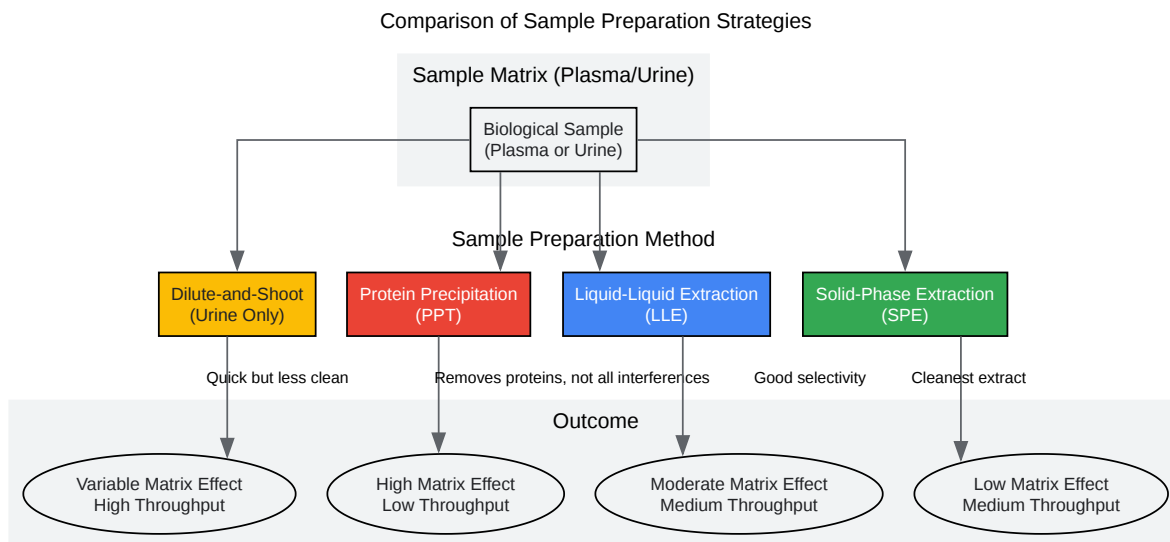 Comparison of Sample Preparation Strategies
Sample Matrix (Plasma/Urine)
Biological Sample
(Plasma or Urine)
Sample Preparation Method
Dilute-and-Shoot
(Urine Only)
Protein Precipitation
(PPT)
Liquid-Liquid Extraction
(LLE)
Solid-Phase Extraction
(SPE)
Quick but less clean
Removes proteins, not all interferences
Good selectivity
Cleanest extract
Outcome
Variable Matrix Effect
High Throughput
High Matrix Effect
Low Throughput
Moderate Matrix Effect
Medium Throughput
Low Matrix Effect
Medium Throughput